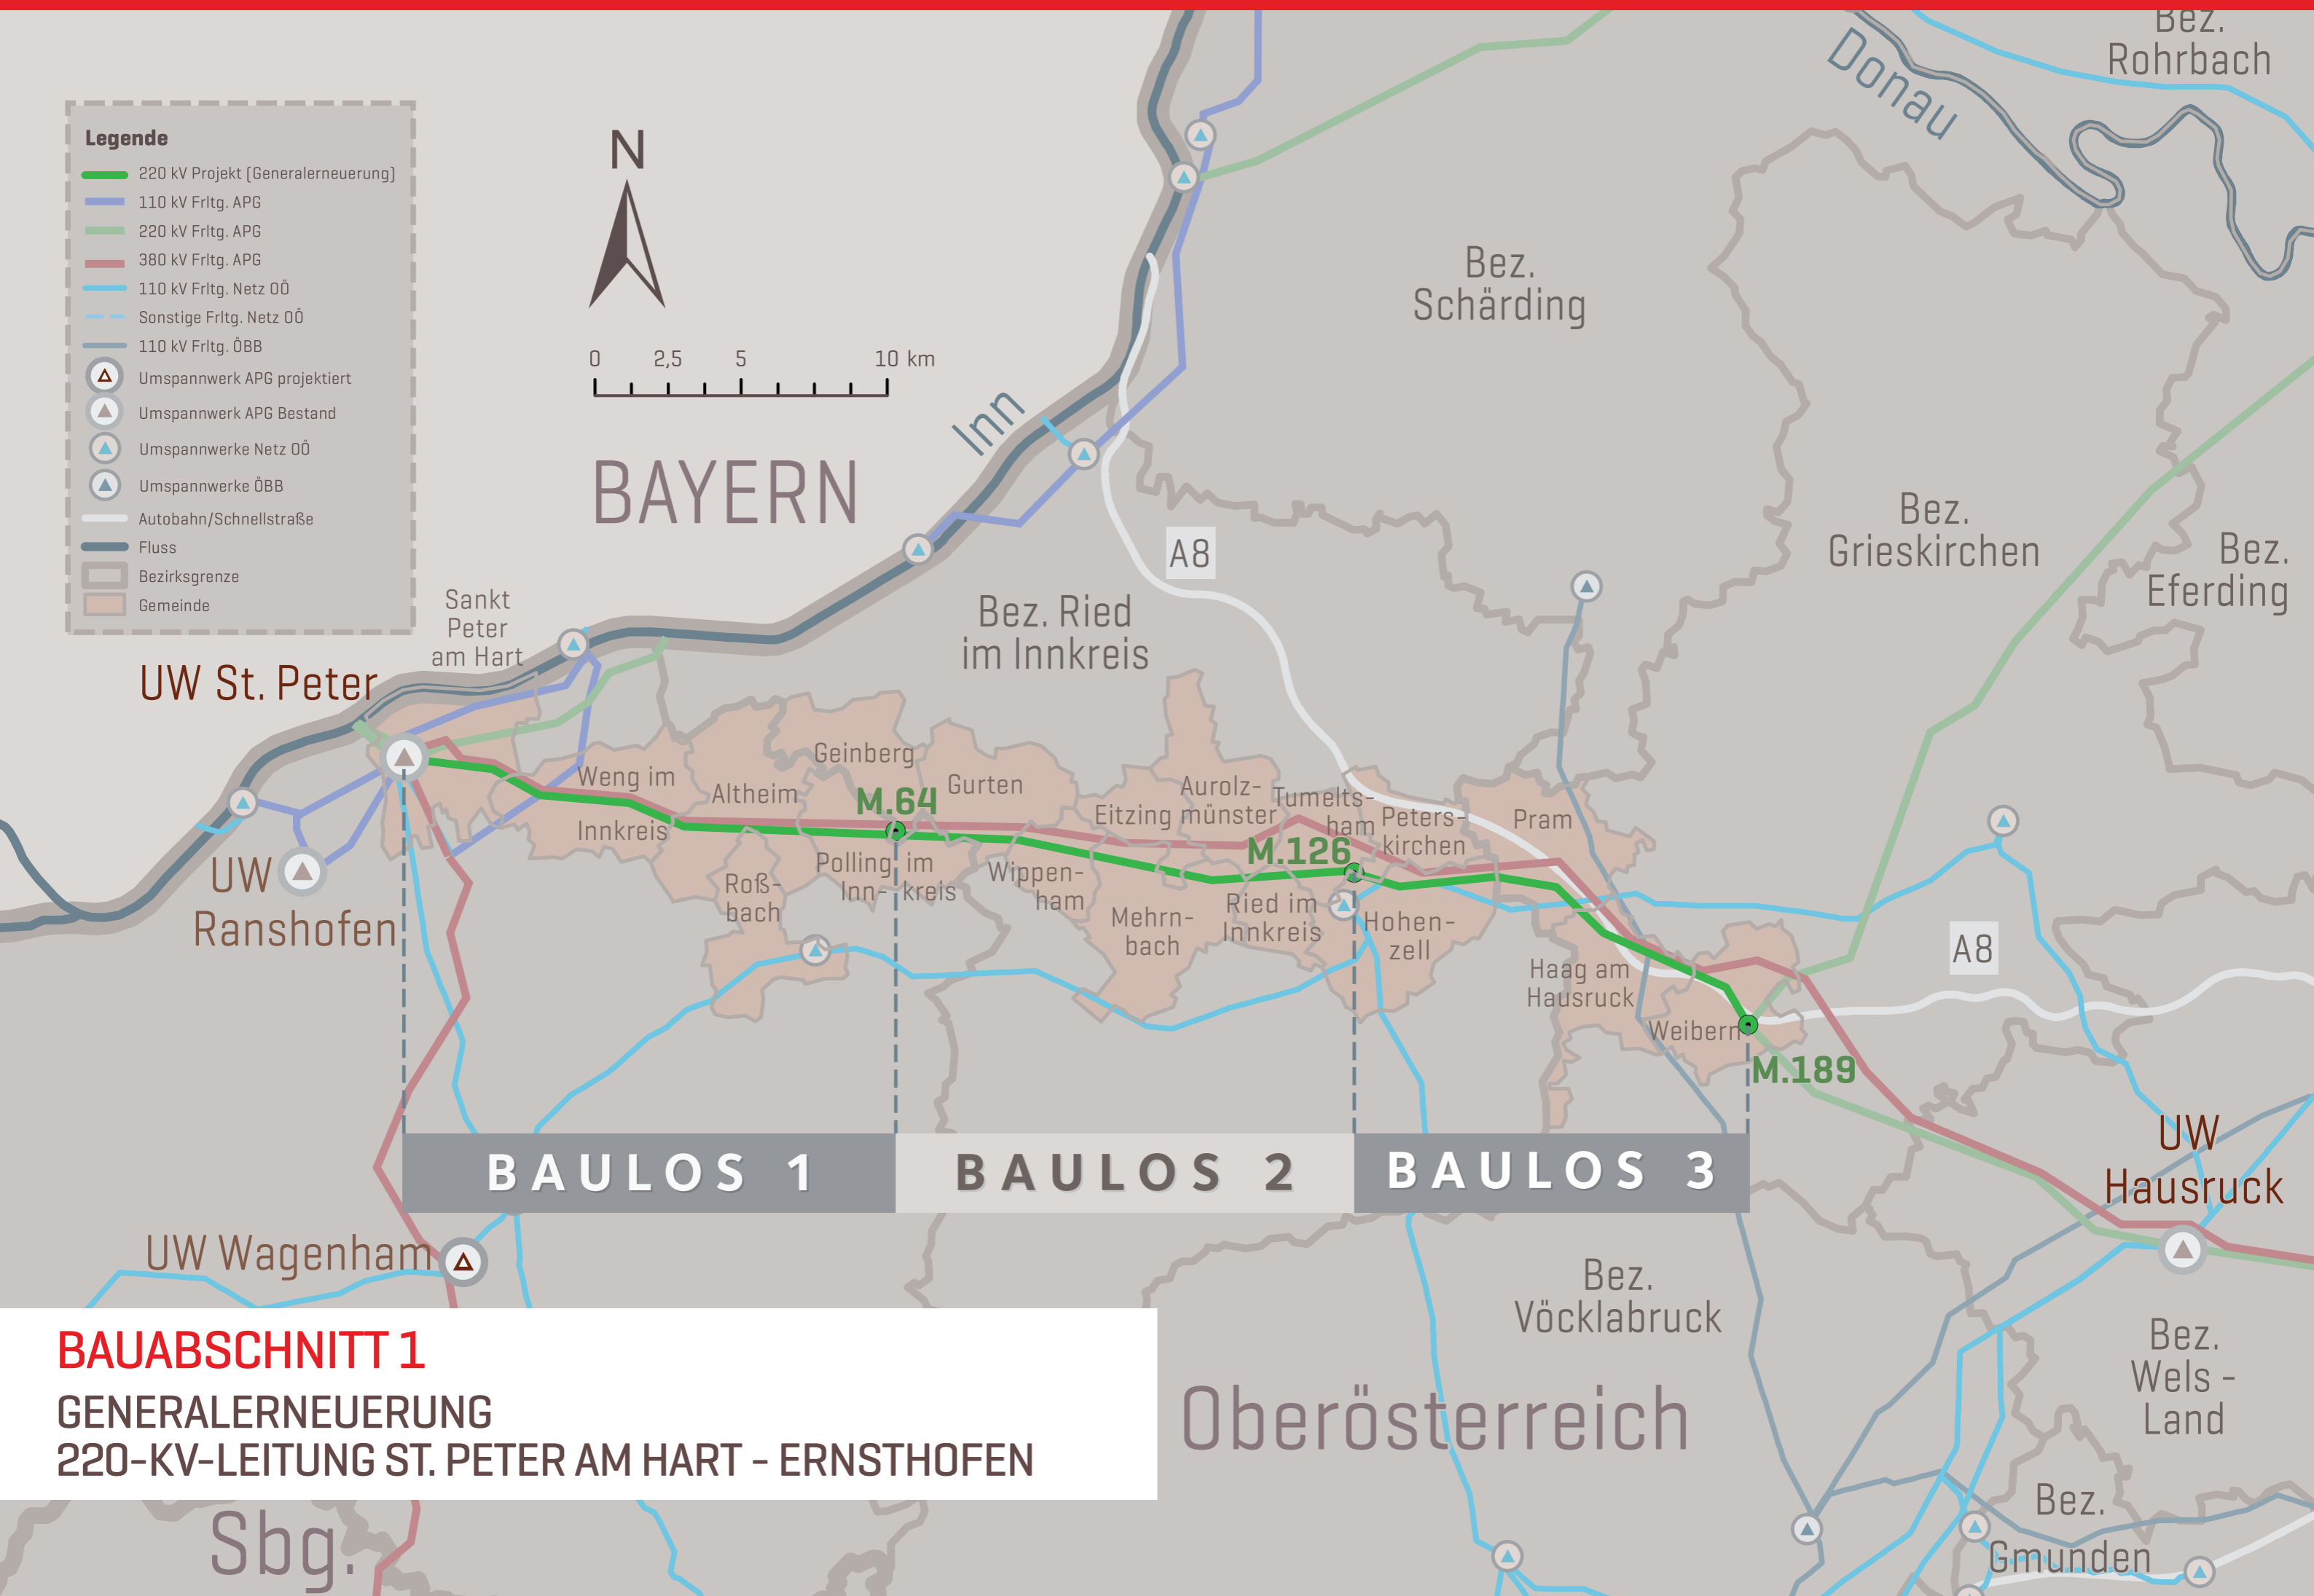 Bez.
Rohrbach
Donau
Legende
220 kV Projekt (Generalerneuerung)
110 kV Frltg. APG
220 kV Frltg. APG
380 kV Frltg. APG
110 kV Frltg. Netz OÖ
Sonstige Frltg. Netz OÖ
110 kV Frltg. ÖBB
Umspannwerk APG projektiert
Umspannwerk APG Bestand
Umspannwerke Netz OÖ
Umspannwerke ÖBB
Autobahn/Schnellstraße
Fluss
Bezirksgrenze
Gemeinde
N
0 2,5 5 10 km
BAYERN
Inn
Bez.
Schärding
A8
Bez.
Grieskirchen
Bez.
Eferding
Bez. Ried
im Innkreis
Sankt
Peter
am Hart
UW St. Peter
UW
Ranshofen
Weng im
Innkreis
Altheim
Geinberg
M.64
Gurten
Polling im
Inn- kreis
Roß-
bach
Wippen-
ham
Eitzing
Aurolz-
münster
Mehrn-
bach
Tumelts-
ham
M.126
Ried im
Innkreis
Peters-
kirchen
Hohen-
zell
Pram
Haag am
Hausruck
Weibern
M.189
A8
UW
Hausruck
BAULOS 1
BAULOS 2
BAULOS 3
UW Wagenham
Bez.
Vöcklabruck
Bez.
Wels -
Land
Oberösterreich
Bez.
Gmunden
BAUABSCHNITT 1
GENERALERNEUERUNG
220-KV-LEITUNG ST. PETER AM HART - ERNSTHOFEN
Sbg.